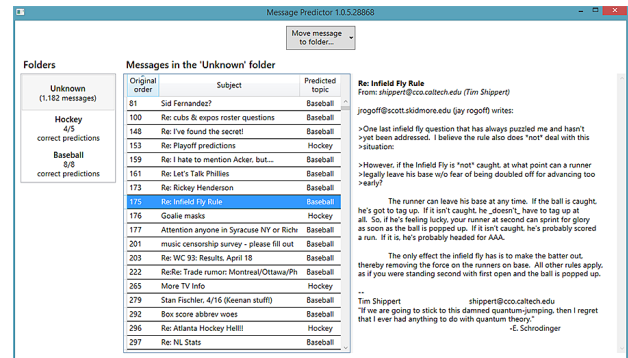 Message Predictor 1.0.5.28868
Move message
to folder...
Folders
Unknown
(1.182 messages)
Hockey
4/5
correct predictions
Baseball
8/8
correct predictions
Messages in the 'Unknown' folder
Original order Subject Predicted topic
81 Sid Fernandez? Baseball
100 Re: cubs & expos roster questions Baseball
148 Re: I've found the secret! Baseball
153 Re: Playoff predictions Hockey
159 Re: I hate to mention Acker, but.... Baseball
161 Re: Let's Talk Phillies Baseball
173 Re: Rickey Henderson Baseball
175 Re: Infield Fly Rule Baseball
176 Goalie masks Hockey
177 Attention anyone in Syracuse NY or Richr Baseball
201 music censorship survey - please fill out Baseball
203 Re: WC 93: Results, April 18 Baseball
222 Re:Re: Trade rumor: Montreal/Ottawa/Ph Baseball
265 More TV Info Hockey
279 Stan Fischler, 4/16 (Keenan stuff!) Baseball
292 Box score abbrev woes Baseball
296 Re: Atlanta Hockey Hell!! Hockey
297 Re: NL Stats Baseball
Re: Infield Fly Rule
From: shippert@cco.caltech.edu (Tim Shippert)
jrogoff@scott.skidmore.edu (jay rogoff) writes:
>One last infield fly question that has always puzzled me and hasn't
>yet been addressed. I believe the rule also does *not* deal with this
>situation:
>However, if the Infield Fly is *not* caught, at what point can a runner
>legally leave his base w/o fear of being doubled off for advancing too
>early?
The runner can leave his base at any time. If the ball is caught,
he's got to tag up. If it isn't caught, he _doesn't_ have to tag up at
all. So, if he's feeling lucky, your runner at second can sprint for glory
as soon as the ball is popped up. If it isn't caught, he's probably scored
a run. If it is, he's probably headed for AAA.
The only effect the infield fly has is to make the batter out,
thereby removing the force on the runners on base. All other rules apply,
as if you were standing second with first open and the ball is popped up.
--
Tim Shippert shippert@cco.caltech.edu
"If we are going to stick to this damned quantum-jumping, then I regret
that I ever had anything to do with quantum theory."
-E. Schrodinger